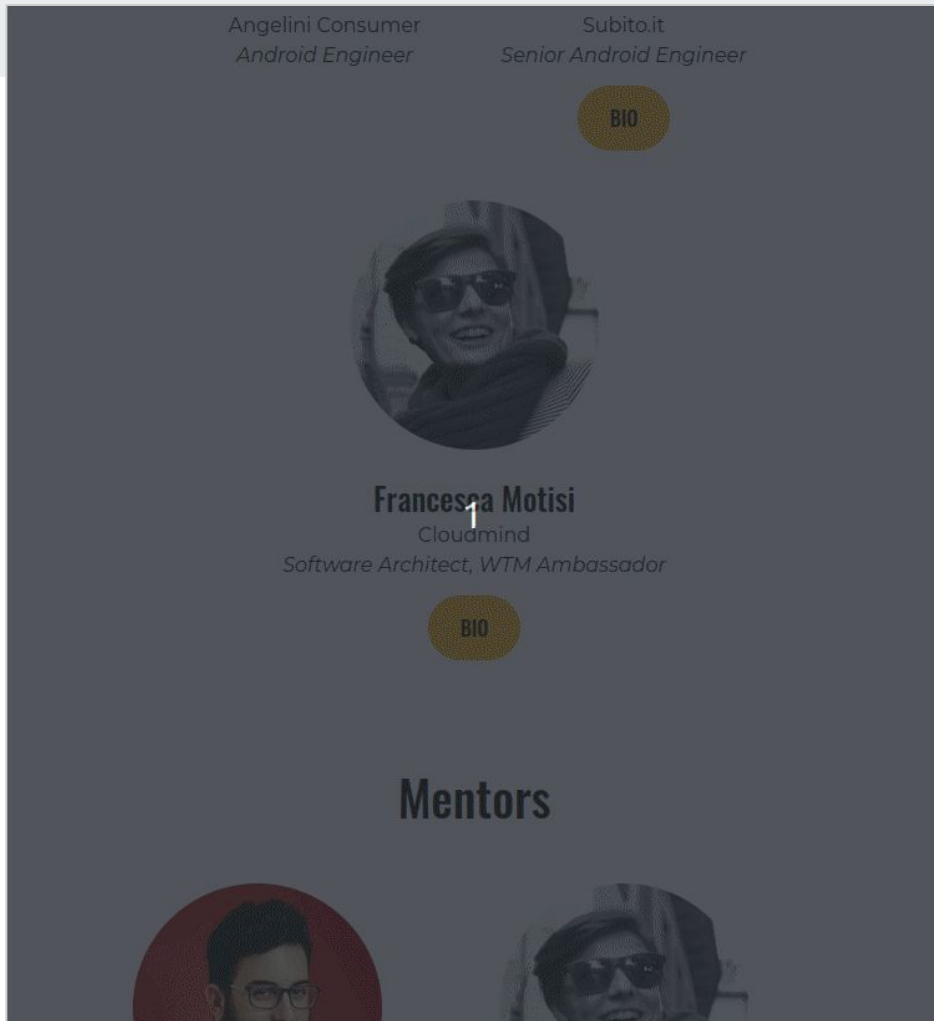 Angelini Consumer
Android Engineer
Subito.it
Senior Android Engineer
BIO
Francesca Motisi
1
Cloudmind
Software Architect, WTM Ambassador
BIO
Mentors